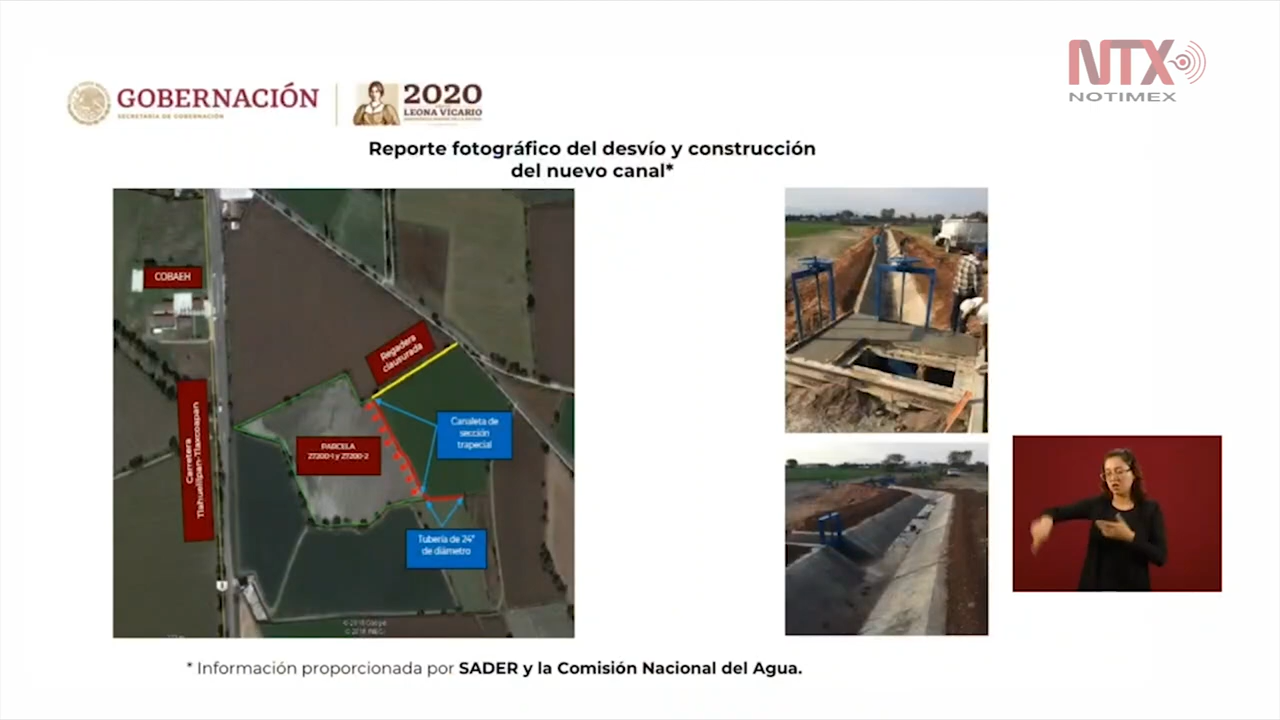 NTX
NOTIMEX
GOBERNACIÓN
SECRETARÍA DE GOBERNACIÓN
2020
LEONA VICARIO
Reporte fotográfico del desvío y construcción
del nuevo canal*
COBAEH
Regadera
clausurada
Canaleta de
sección
trapecial
PARCELA
27200-1 y 27200-2
Carretera
Tlahuelilpan-Tlaxcoapan
Tubería de 24"
de diámetro
* Información proporcionada por SADER y la Comisión Nacional del Agua.